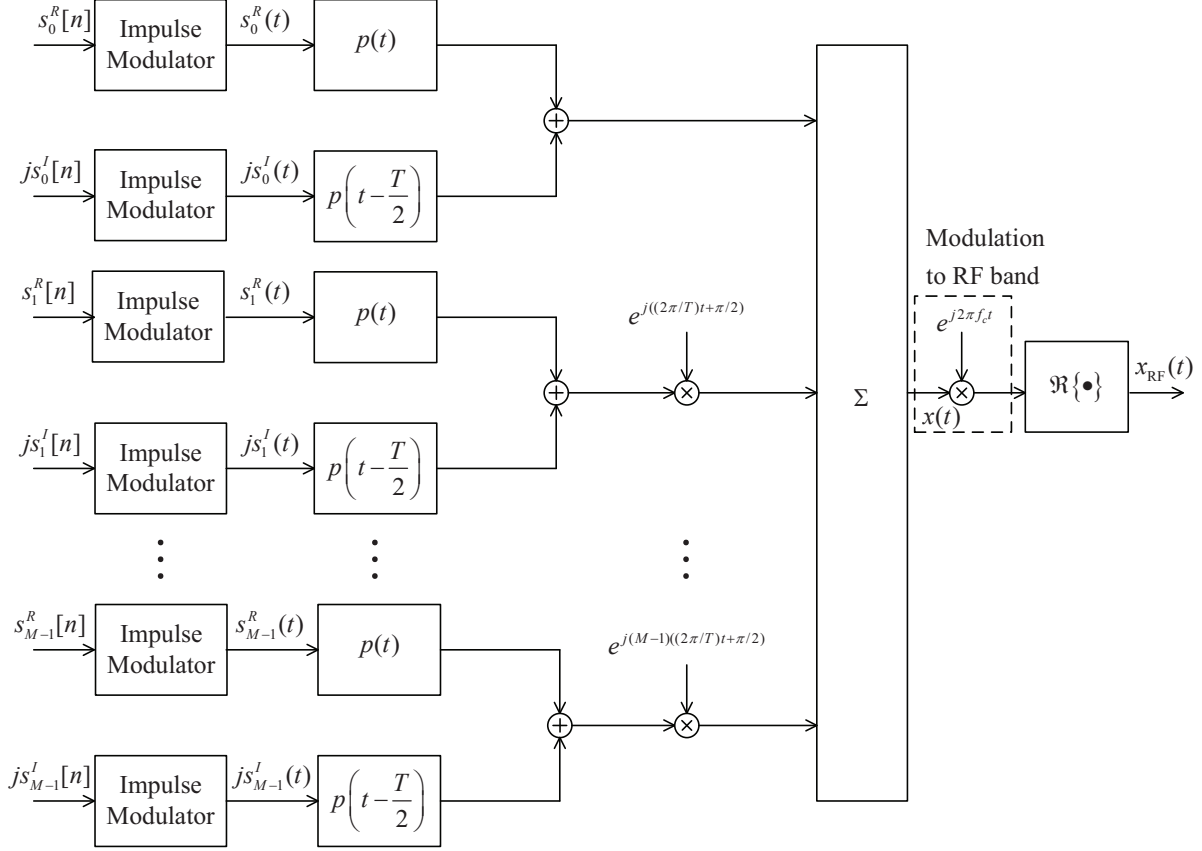 s_0^R[n]
Impulse
Modulator
s_0^R(t)
p(t)
+
js_0^I[n]
Impulse
Modulator
js_0^I(t)
p(t − T/2)
s_1^R[n]
Impulse
Modulator
s_1^R(t)
p(t)
e^{j((2π/T)t+π/2)}
+
×
js_1^I[n]
Impulse
Modulator
js_1^I(t)
p(t − T/2)
s_{M−1}^R[n]
Impulse
Modulator
s_{M−1}^R(t)
p(t)
e^{j(M−1)((2π/T)t+π/2)}
+
×
js_{M−1}^I[n]
Impulse
Modulator
js_{M−1}^I(t)
p(t − T/2)
Σ
Modulation
to RF band
e^{j2πf_c t}
×
x(t)
ℜ{•}
x_RF(t)